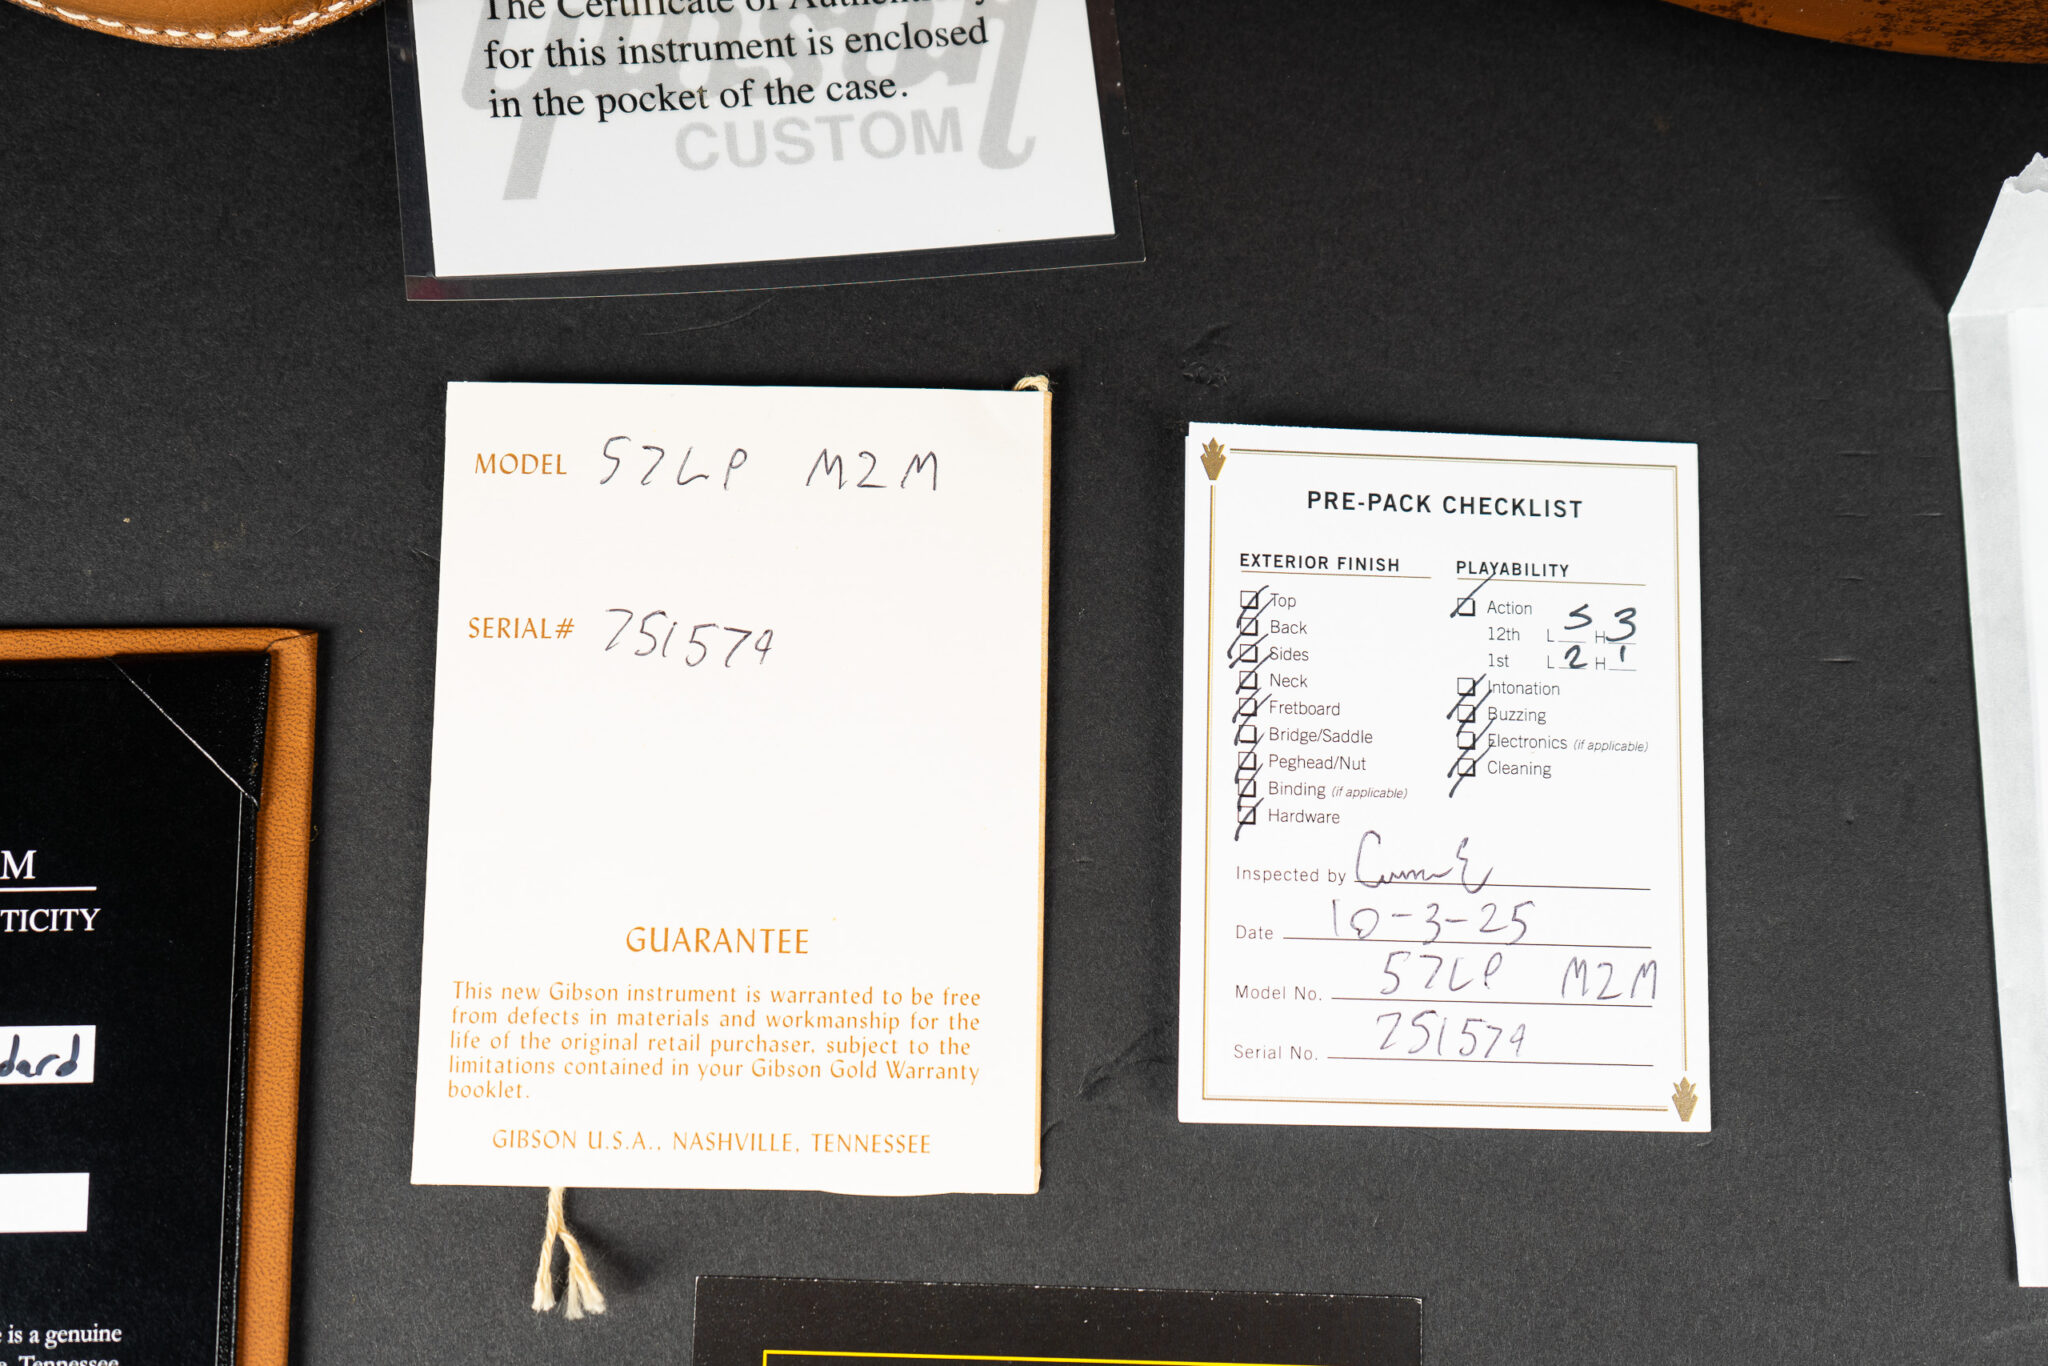 The Certificate of Authenticity
for this instrument is enclosed
in the pocket of the case.
CUSTOM
MODEL 57LP M2M
SERIAL# 751574
GUARANTEE
This new Gibson instrument is warranted to be free
from defects in materials and workmanship for the
life of the original retail purchaser, subject to the
limitations contained in your Gibson Gold Warranty
booklet.
GIBSON U.S.A., NASHVILLE, TENNESSEE
PRE-PACK CHECKLIST
EXTERIOR FINISH
Top
Back
Sides
Neck
Fretboard
Bridge/Saddle
Peghead/Nut
Binding (if applicable)
Hardware
PLAYABILITY
Action
12th L 5 H 3
1st L 2 H 1
Intonation
Buzzing
Electronics (if applicable)
Cleaning
Inspected by
Date 10-3-25
Model No. 57LP M2M
Serial No. 751574
M
TICITY
dard
is a genuine
Tennessee